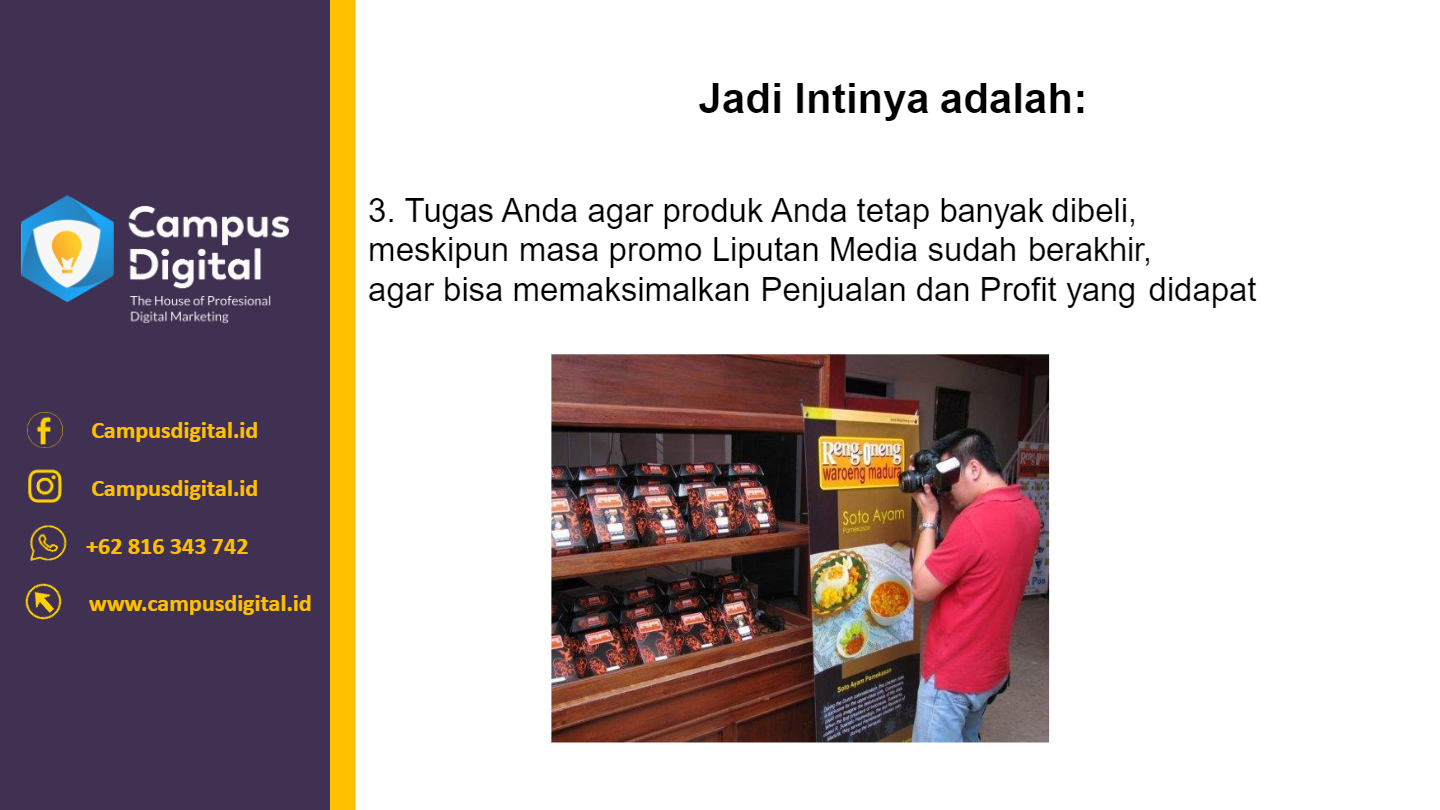 Jadi Intinya adalah:
3. Tugas Anda agar produk Anda tetap banyak dibeli,
meskipun masa promo Liputan Media sudah berakhir,
agar bisa memaksimalkan Penjualan dan Profit yang didapat
Campus
Digital
The House of Profesional
Digital Marketing
Campusdigital.id
Campusdigital.id
+62 816 343 742
www.campusdigital.id
Reng-Oneng
waroeng madura
Soto Ayam
Pamekasan
Soto Ayam Pamekasan